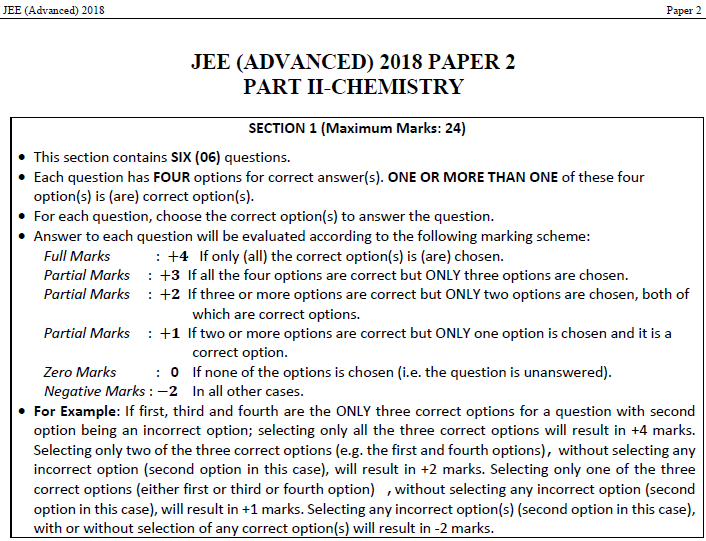 JEE (Advanced) 2018 Paper 2
JEE (ADVANCED) 2018 PAPER 2
PART II-CHEMISTRY
SECTION 1 (Maximum Marks: 24)
• This section contains SIX (06) questions.
• Each question has FOUR options for correct answer(s). ONE OR MORE THAN ONE of these four
option(s) is (are) correct option(s).
• For each question, choose the correct option(s) to answer the question.
• Answer to each question will be evaluated according to the following marking scheme:
Full Marks : +4 If only (all) the correct option(s) is (are) chosen.
Partial Marks : +3 If all the four options are correct but ONLY three options are chosen.
Partial Marks : +2 If three or more options are correct but ONLY two options are chosen, both of
which are correct options.
Partial Marks : +1 If two or more options are correct but ONLY one option is chosen and it is a
correct option.
Zero Marks : 0 If none of the options is chosen (i.e. the question is unanswered).
Negative Marks : −2 In all other cases.
• For Example: If first, third and fourth are the ONLY three correct options for a question with second
option being an incorrect option; selecting only all the three correct options will result in +4 marks.
Selecting only two of the three correct options (e.g. the first and fourth options), without selecting any
incorrect option (second option in this case), will result in +2 marks. Selecting only one of the three
correct options (either first or third or fourth option) , without selecting any incorrect option (second
option in this case), will result in +1 marks. Selecting any incorrect option(s) (second option in this case),
with or without selection of any correct option(s) will result in -2 marks.